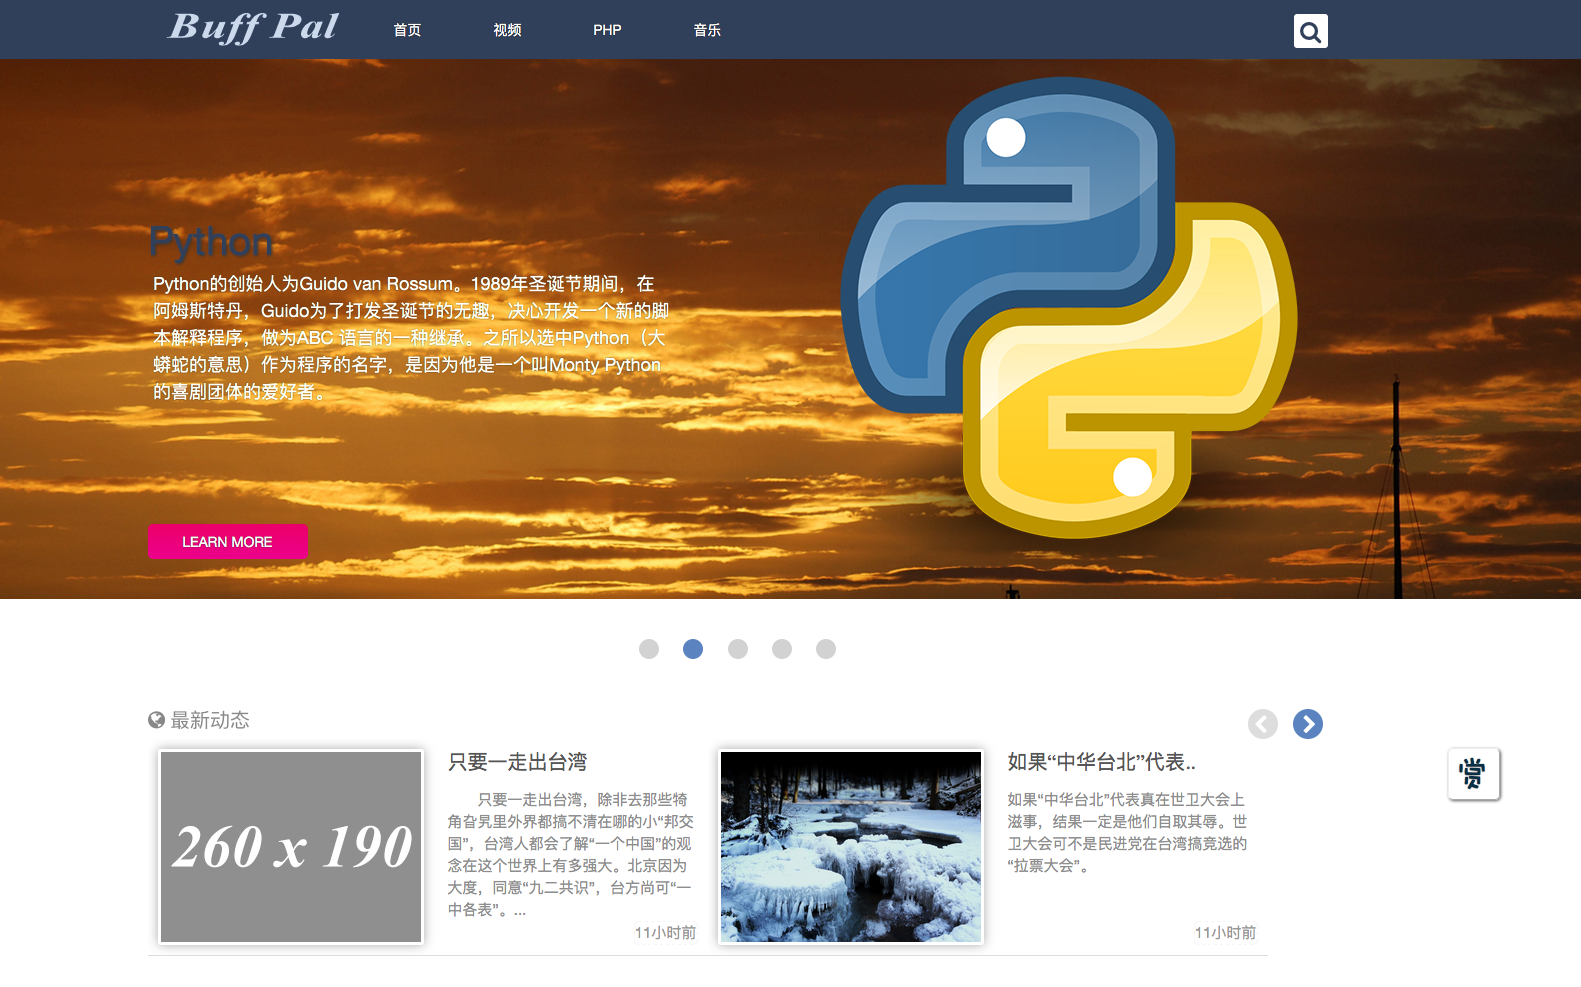 Buff Pal
首页 视频 PHP 音乐
Python
Python的创始人为Guido van Rossum。1989年圣诞节期间，在
阿姆斯特丹，Guido为了打发圣诞节的无趣，决心开发一个新的脚
本解释程序，做为ABC 语言的一种继承。之所以选中Python（大
蟒蛇的意思）作为程序的名字，是因为他是一个叫Monty Python
的喜剧团体的爱好者。
LEARN MORE
最新动态
260 x 190
只要一走出台湾
只要一走出台湾，除非去那些犄
角旮旯里外界都搞不清在哪的小“邦交
国”，台湾人都会了解“一个中国”的观
念在这个世界上有多强大。北京因为
大度，同意“九二共识”，台方尚可“一
中各表”。...
11小时前
如果“中华台北”代表..
如果“中华台北”代表真在世卫大会上
滋事，结果一定是他们自取其辱。世
卫大会可不是民进党在台湾搞竞选的
“拉票大会”。
11小时前
赏